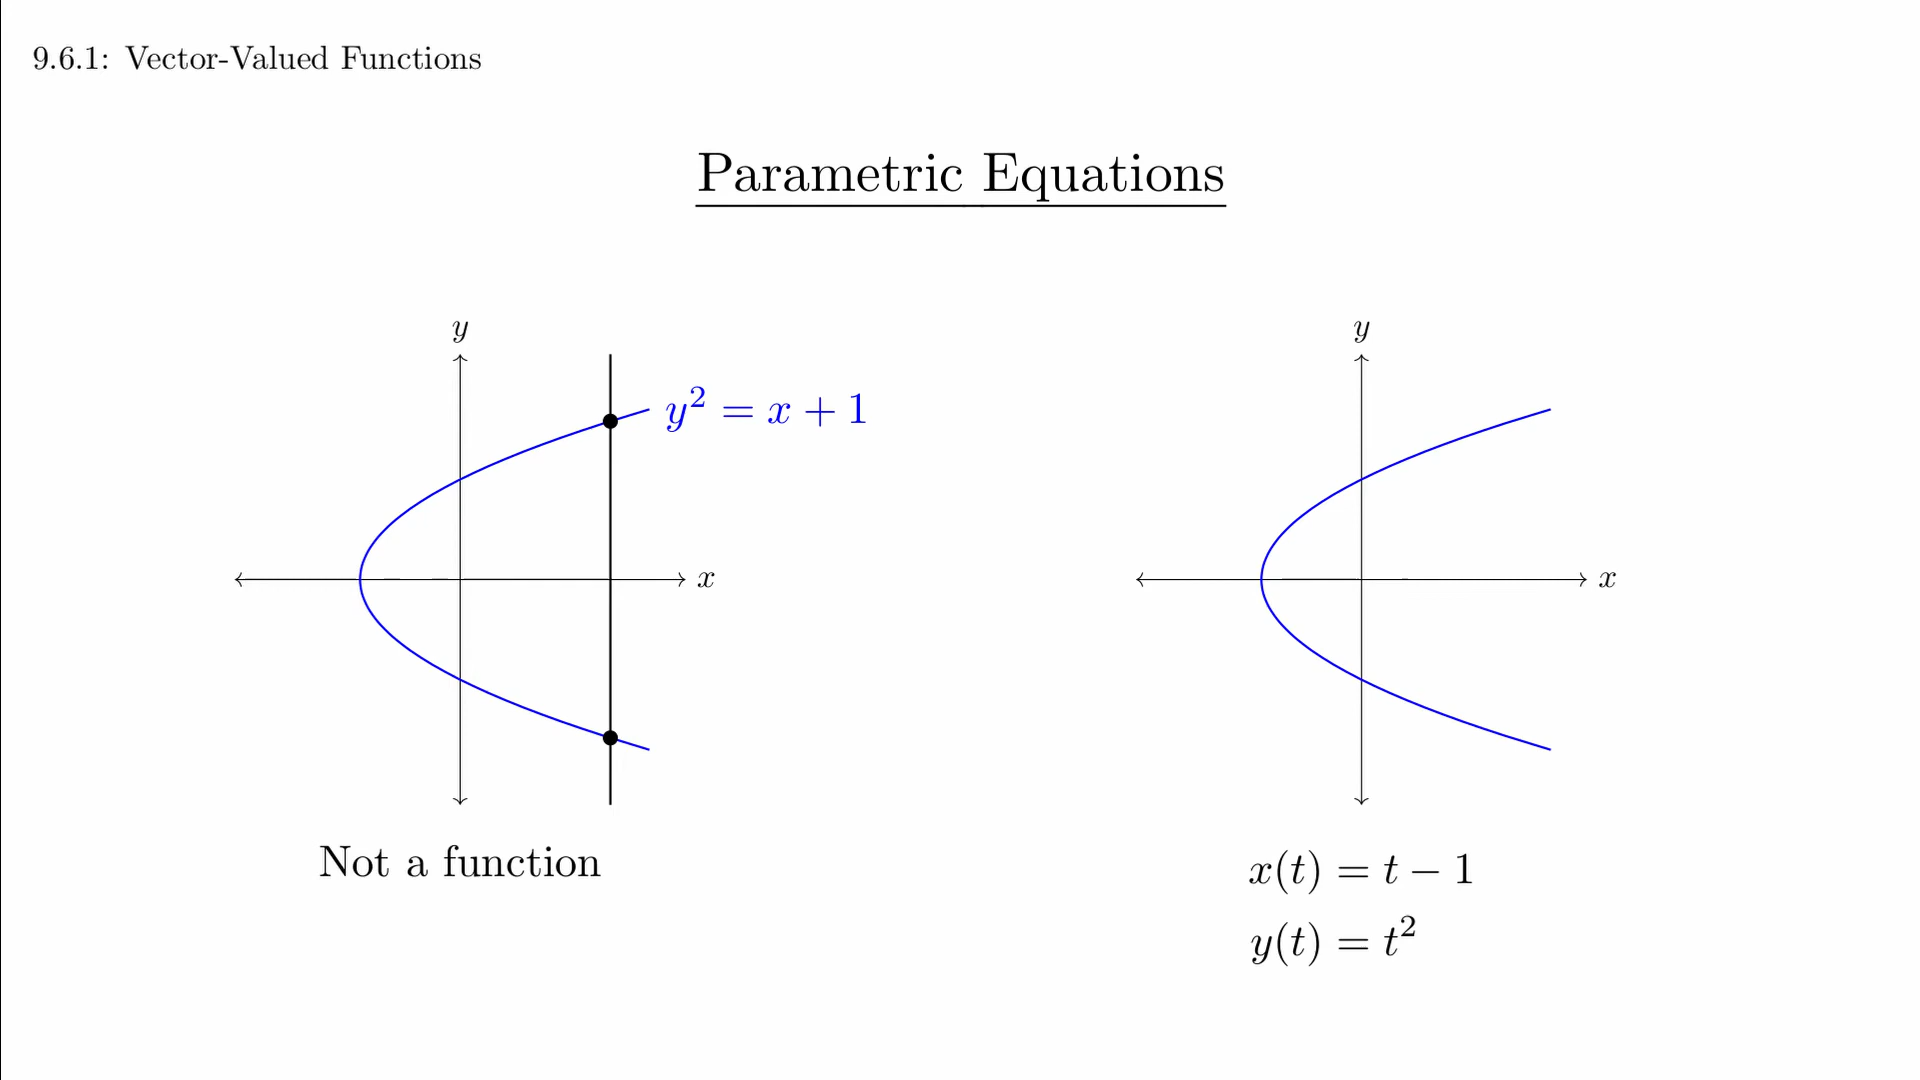 9.6.1: Vector-Valued Functions
Parametric Equations
y
y² = x + 1
x
Not a function
y
x
x(t) = t − 1
y(t) = t²